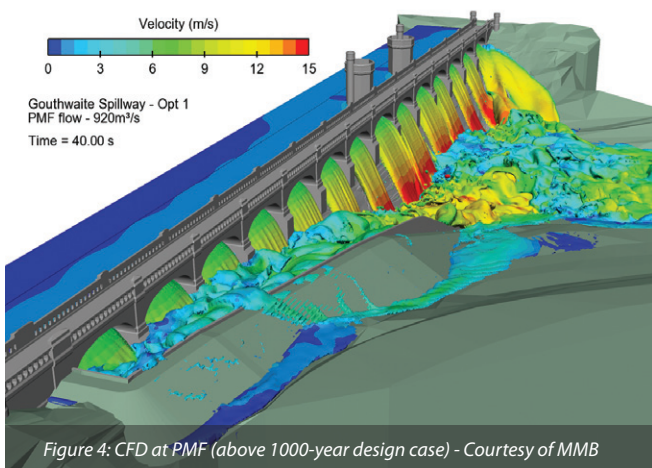 Velocity (m/s)
0 3 6 9 12 15
Gouthwaite Spillway - Opt 1
PMF flow - 920m³/s
Time = 40.00 s
Figure 4: CFD at PMF (above 1000-year design case) - Courtesy of MMB